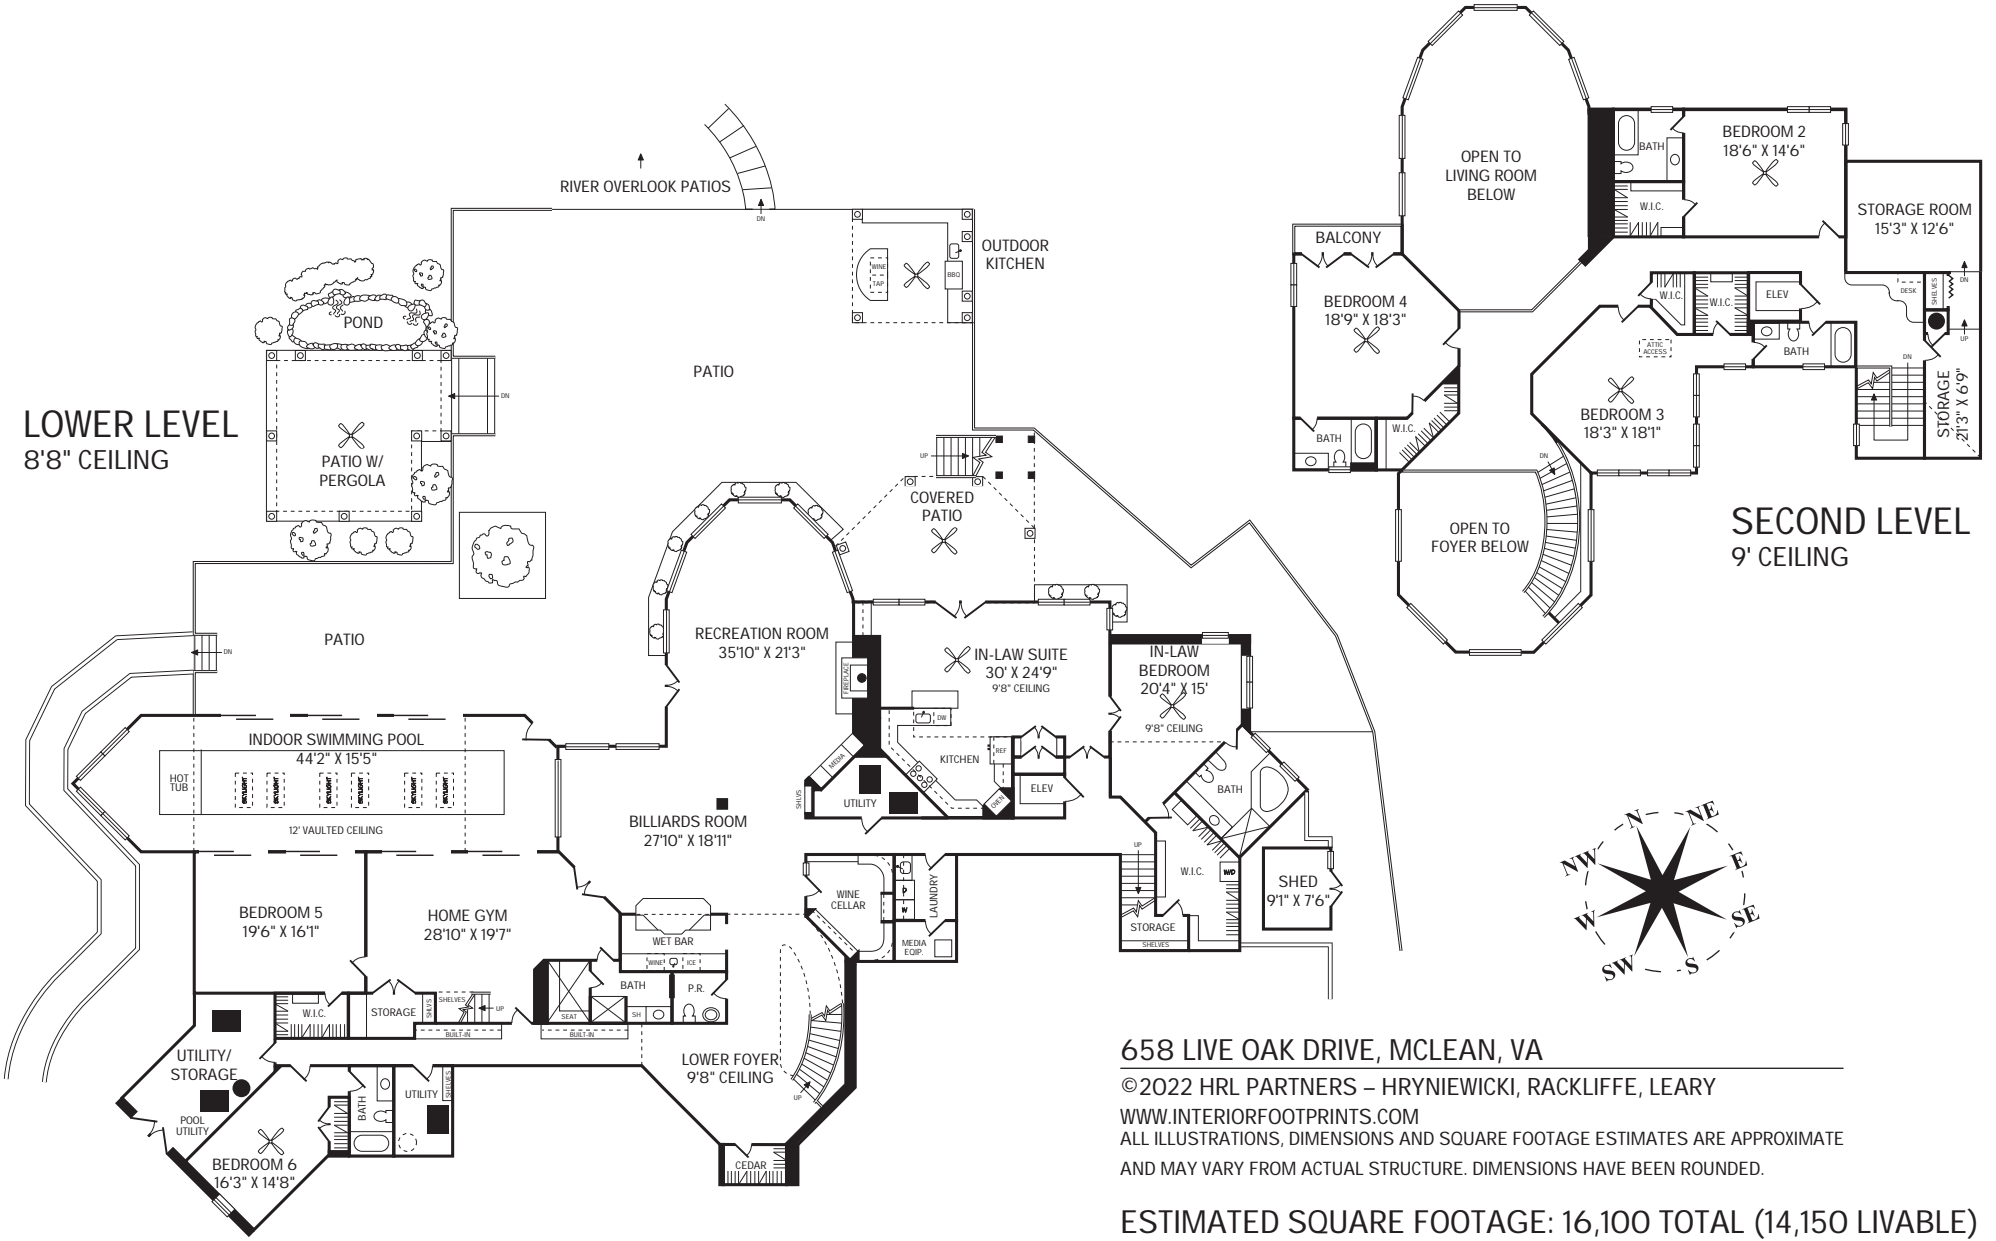 LOWER LEVEL
8'8" CEILING
RIVER OVERLOOK PATIOS
DN
OUTDOOR
KITCHEN
WINE
TAP
BBQ
POND
PATIO
DN
PATIO W/
PERGOLA
UP
COVERED
PATIO
PATIO
DN
RECREATION ROOM
35'10" X 21'3"
FIREPLACE
IN-LAW SUITE
30' X 24'9"
9'8" CEILING
IN-LAW
BEDROOM
20'4" X 15'
9'8" CEILING
DW
KITCHEN
REF
OVEN
ELEV
MEDIA
SHLVS
UTILITY
BATH
INDOOR SWIMMING POOL
44'2" X 15'5"
HOT
TUB
SKYLIGHT
SKYLIGHT
SKYLIGHT
SKYLIGHT
SKYLIGHT
SKYLIGHT
12' VAULTED CEILING
BILLIARDS ROOM
27'10" X 18'11"
UP
W.I.C.
W/D
SHED
9'1" X 7'6"
STORAGE
SHELVES
WINE
CELLAR
D
W
LAUNDRY
MEDIA
EQIP.
BEDROOM 5
19'6" X 16'1"
HOME GYM
28'10" X 19'7"
WET BAR
WINE
ICE
BATH
P.R.
SEAT
SH
W.I.C.
STORAGE
SHLVS
SHELVES
UP
BUILT-IN
BUILT-IN
UTILITY/
STORAGE
POOL
UTILITY
LOWER FOYER
9'8" CEILING
UP
BATH
UTILITY
SHELVES
BEDROOM 6
16'3" X 14'8"
CEDAR
OPEN TO
LIVING ROOM
BELOW
BATH
BEDROOM 2
18'6" X 14'6"
W.I.C.
STORAGE ROOM
15'3" X 12'6"
BALCONY
BEDROOM 4
18'9" X 18'3"
W.I.C.
W.I.C.
ELEV
DESK
SHELVES
DN
UP
ATTIC
ACCESS
BATH
DN
STORAGE
21'3" X 6'9"
BEDROOM 3
18'3" X 18'1"
BATH
W.I.C.
DN
OPEN TO
FOYER BELOW
SECOND LEVEL
9' CEILING
N
NE
E
SE
S
SW
W
NW
658 LIVE OAK DRIVE, MCLEAN, VA
©2022 HRL PARTNERS – HRYNIEWICKI, RACKLIFFE, LEARY
WWW.INTERIORFOOTPRINTS.COM
ALL ILLUSTRATIONS, DIMENSIONS AND SQUARE FOOTAGE ESTIMATES ARE APPROXIMATE
AND MAY VARY FROM ACTUAL STRUCTURE. DIMENSIONS HAVE BEEN ROUNDED.
ESTIMATED SQUARE FOOTAGE: 16,100 TOTAL (14,150 LIVABLE)